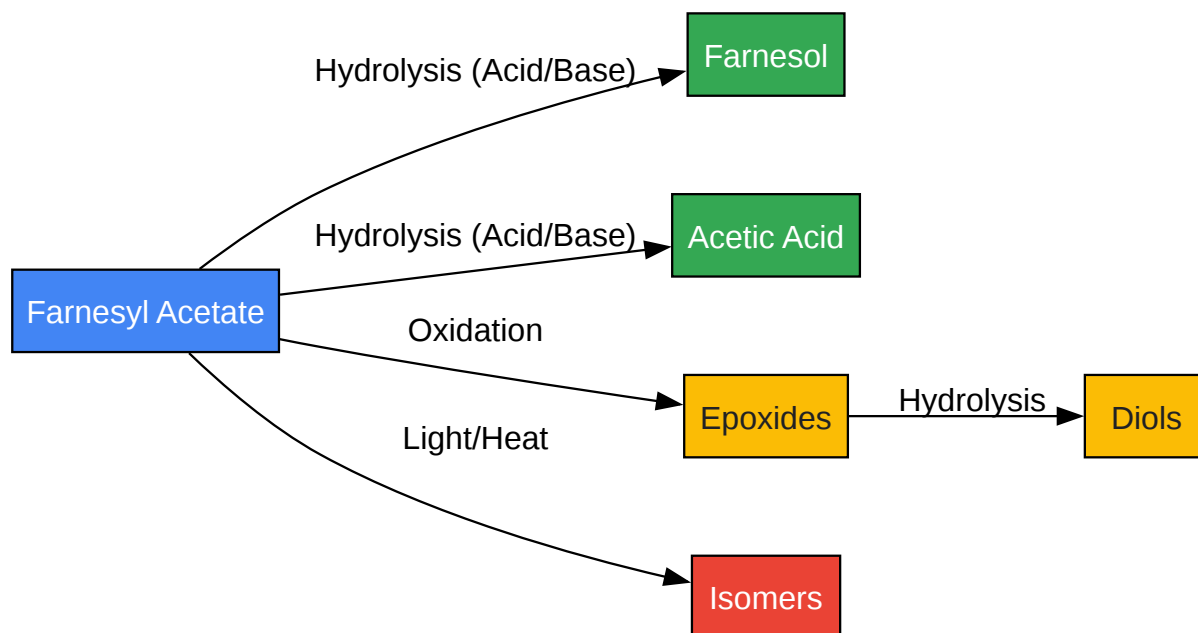 Farnesol
Hydrolysis (Acid/Base)
Hydrolysis (Acid/Base)
Acetic Acid
Farnesyl Acetate
Oxidation
Epoxides
Hydrolysis
Diols
Light/Heat
Isomers